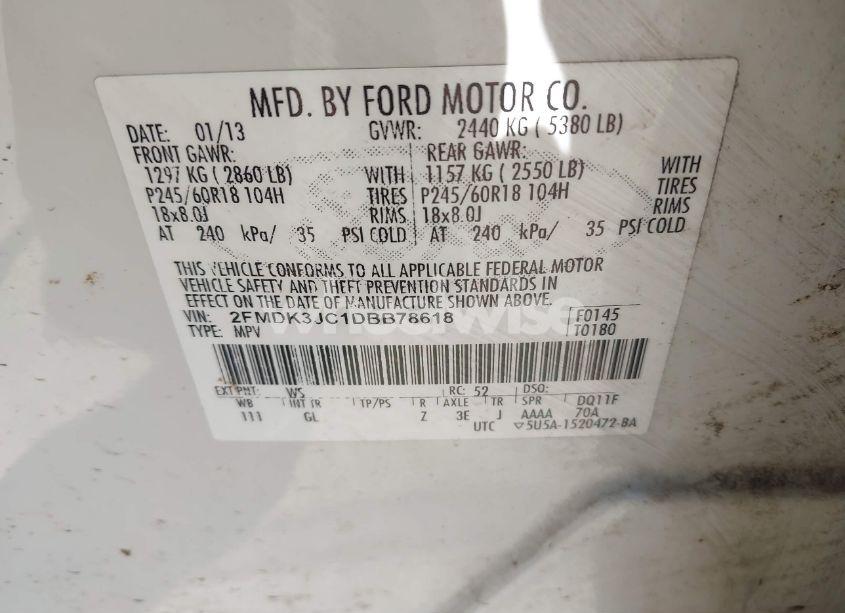 MFD. BY FORD MOTOR CO.
DATE: 01/13 GVWR: 2440 KG ( 5380 LB)
FRONT GAWR: REAR GAWR:
1297 KG ( 2860 LB) WITH 1157 KG ( 2550 LB) WITH
P245/60R18 104H TIRES P245/60R18 104H TIRES
18x8.0J RIMS 18x8.0J RIMS
AT 240 kPa/ 35 PSI COLD AT 240 kPa/ 35 PSI COLD
THIS VEHICLE CONFORMS TO ALL APPLICABLE FEDERAL MOTOR
VEHICLE SAFETY AND THEFT PREVENTION STANDARDS IN
EFFECT ON THE DATE OF MANUFACTURE SHOWN ABOVE.
VIN: 2FMDK3JC1DBB78618 F0145
TYPE: MPV T0180
EXT PNT: WS RC: 52 DSO:
WB INT TR TP/PS R AXLE TR SPR DQ11F
111 GL Z 3E J AAAA 70A
UTC ▽5U5A-1520472-BA